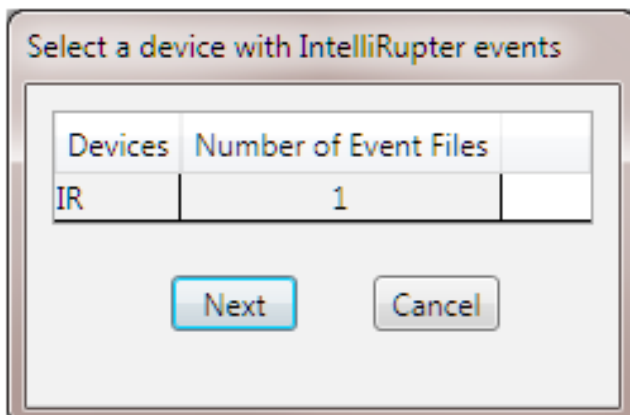 Select a device with IntelliRupter events
Devices Number of Event Files
IR 1
Next Cancel